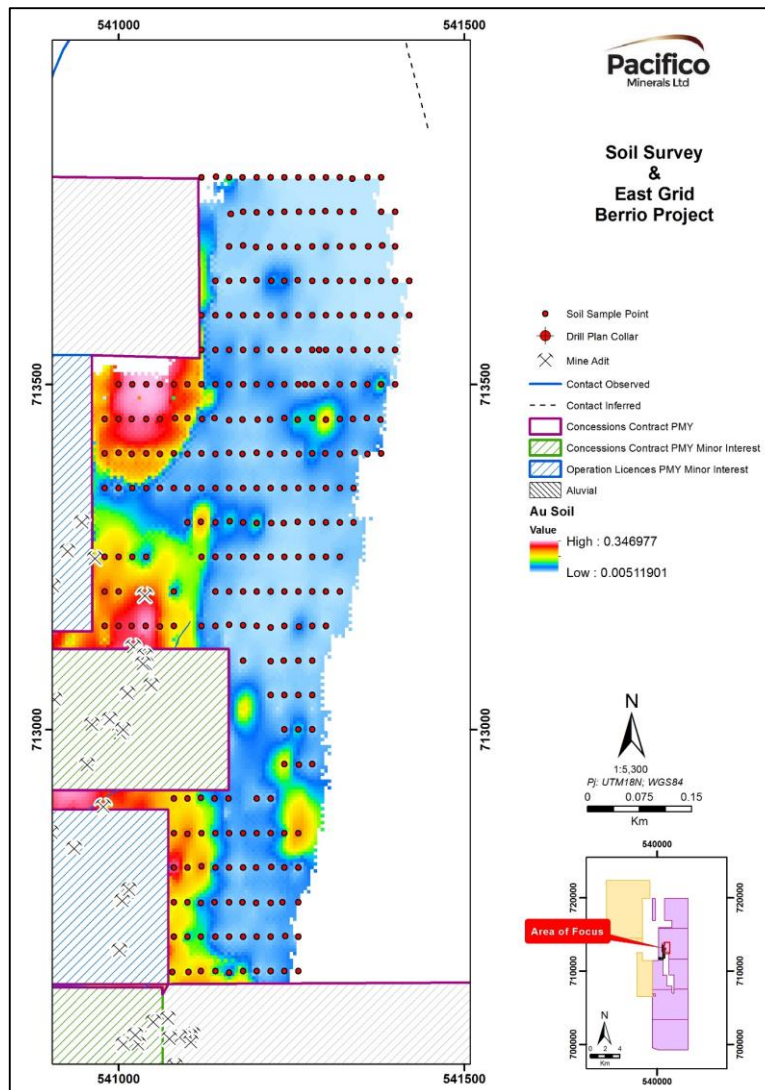 541000
541500
Pacifico
Minerals Ltd
Soil Survey
&
East Grid
Berrio Project
Soil Sample Point
Drill Plan Collar
Mine Adit
Contact Observed
Contact Inferred
Concessions Contract PMY
Concessions Contract PMY Minor Interest
Operation Licences PMY Minor Interest
Aluvial
Au Soil
Value
High : 0.346977
Low : 0.00511901
713500
713500
713000
713000
N
1:5,300
Pj: UTM18N; WGS84
0 0.075 0.15
Km
540000
720000
720000
Area of Focus
710000
710000
N
700000
700000
0 2 4
Km
540000
541000
541500